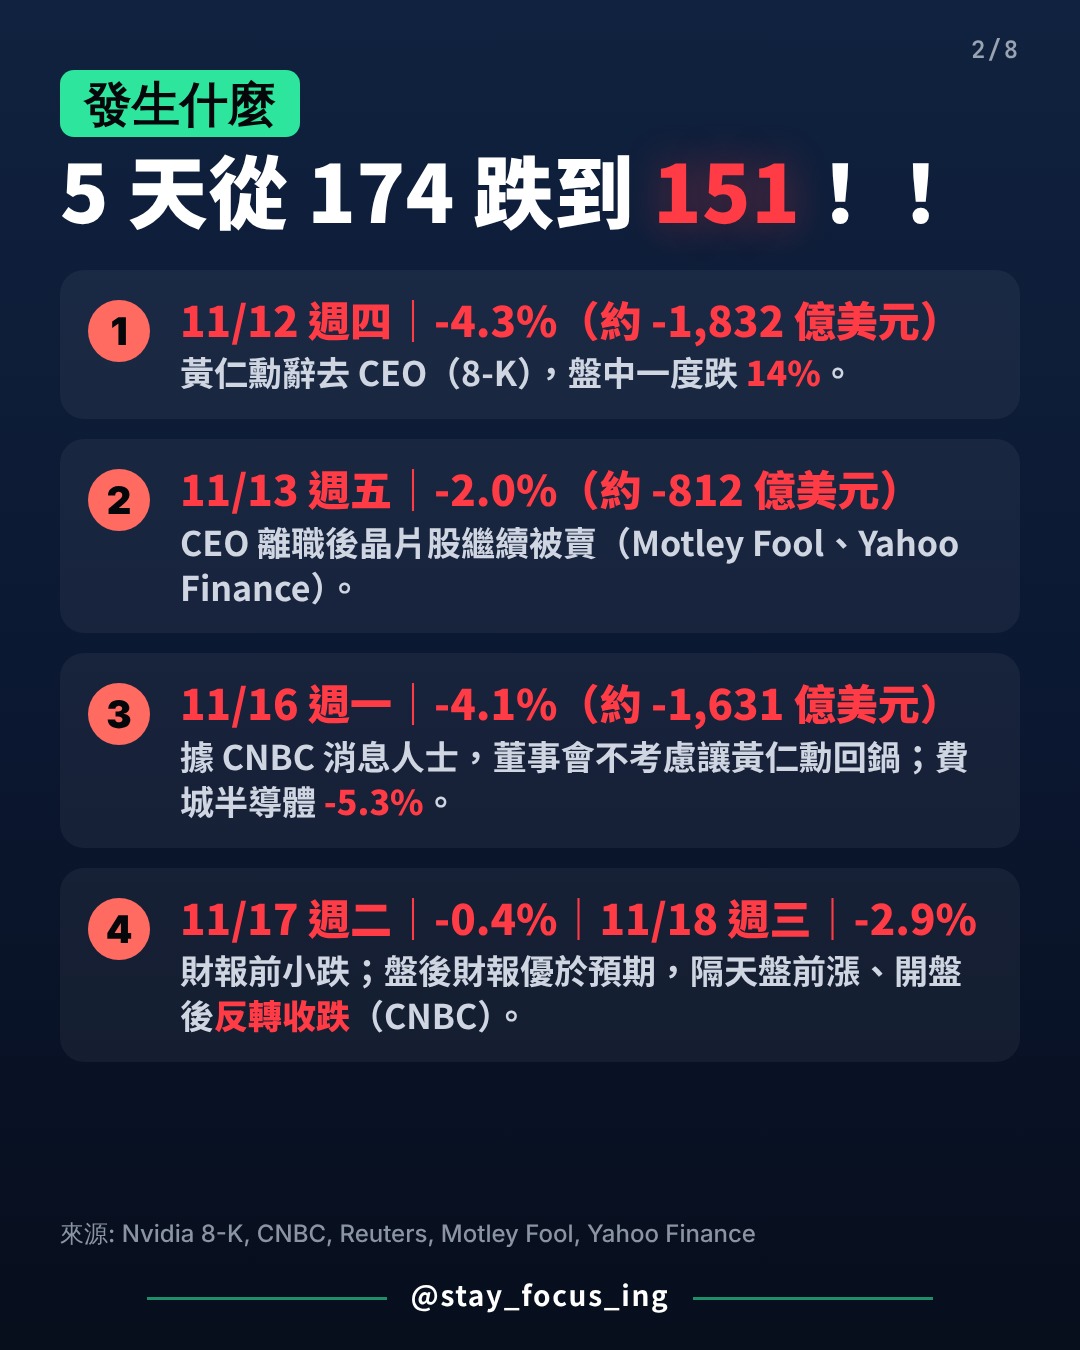 2/8
發生什麼
5 天從 174 跌到 151！！
1
11/12 週四｜-4.3%（約 -1,832 億美元）
黃仁勳辭去 CEO（8-K），盤中一度跌 14%。
2
11/13 週五｜-2.0%（約 -812 億美元）
CEO 離職後晶片股繼續被賣（Motley Fool、Yahoo
Finance）。
3
11/16 週一｜-4.1%（約 -1,631 億美元）
據 CNBC 消息人士，董事會不考慮讓黃仁勳回鍋；費
城半導體 -5.3%。
4
11/17 週二｜-0.4%｜11/18 週三｜-2.9%
財報前小跌；盤後財報優於預期，隔天盤前漲、開盤
後反轉收跌（CNBC）。
來源: Nvidia 8-K, CNBC, Reuters, Motley Fool, Yahoo Finance
@stay_focus_ing